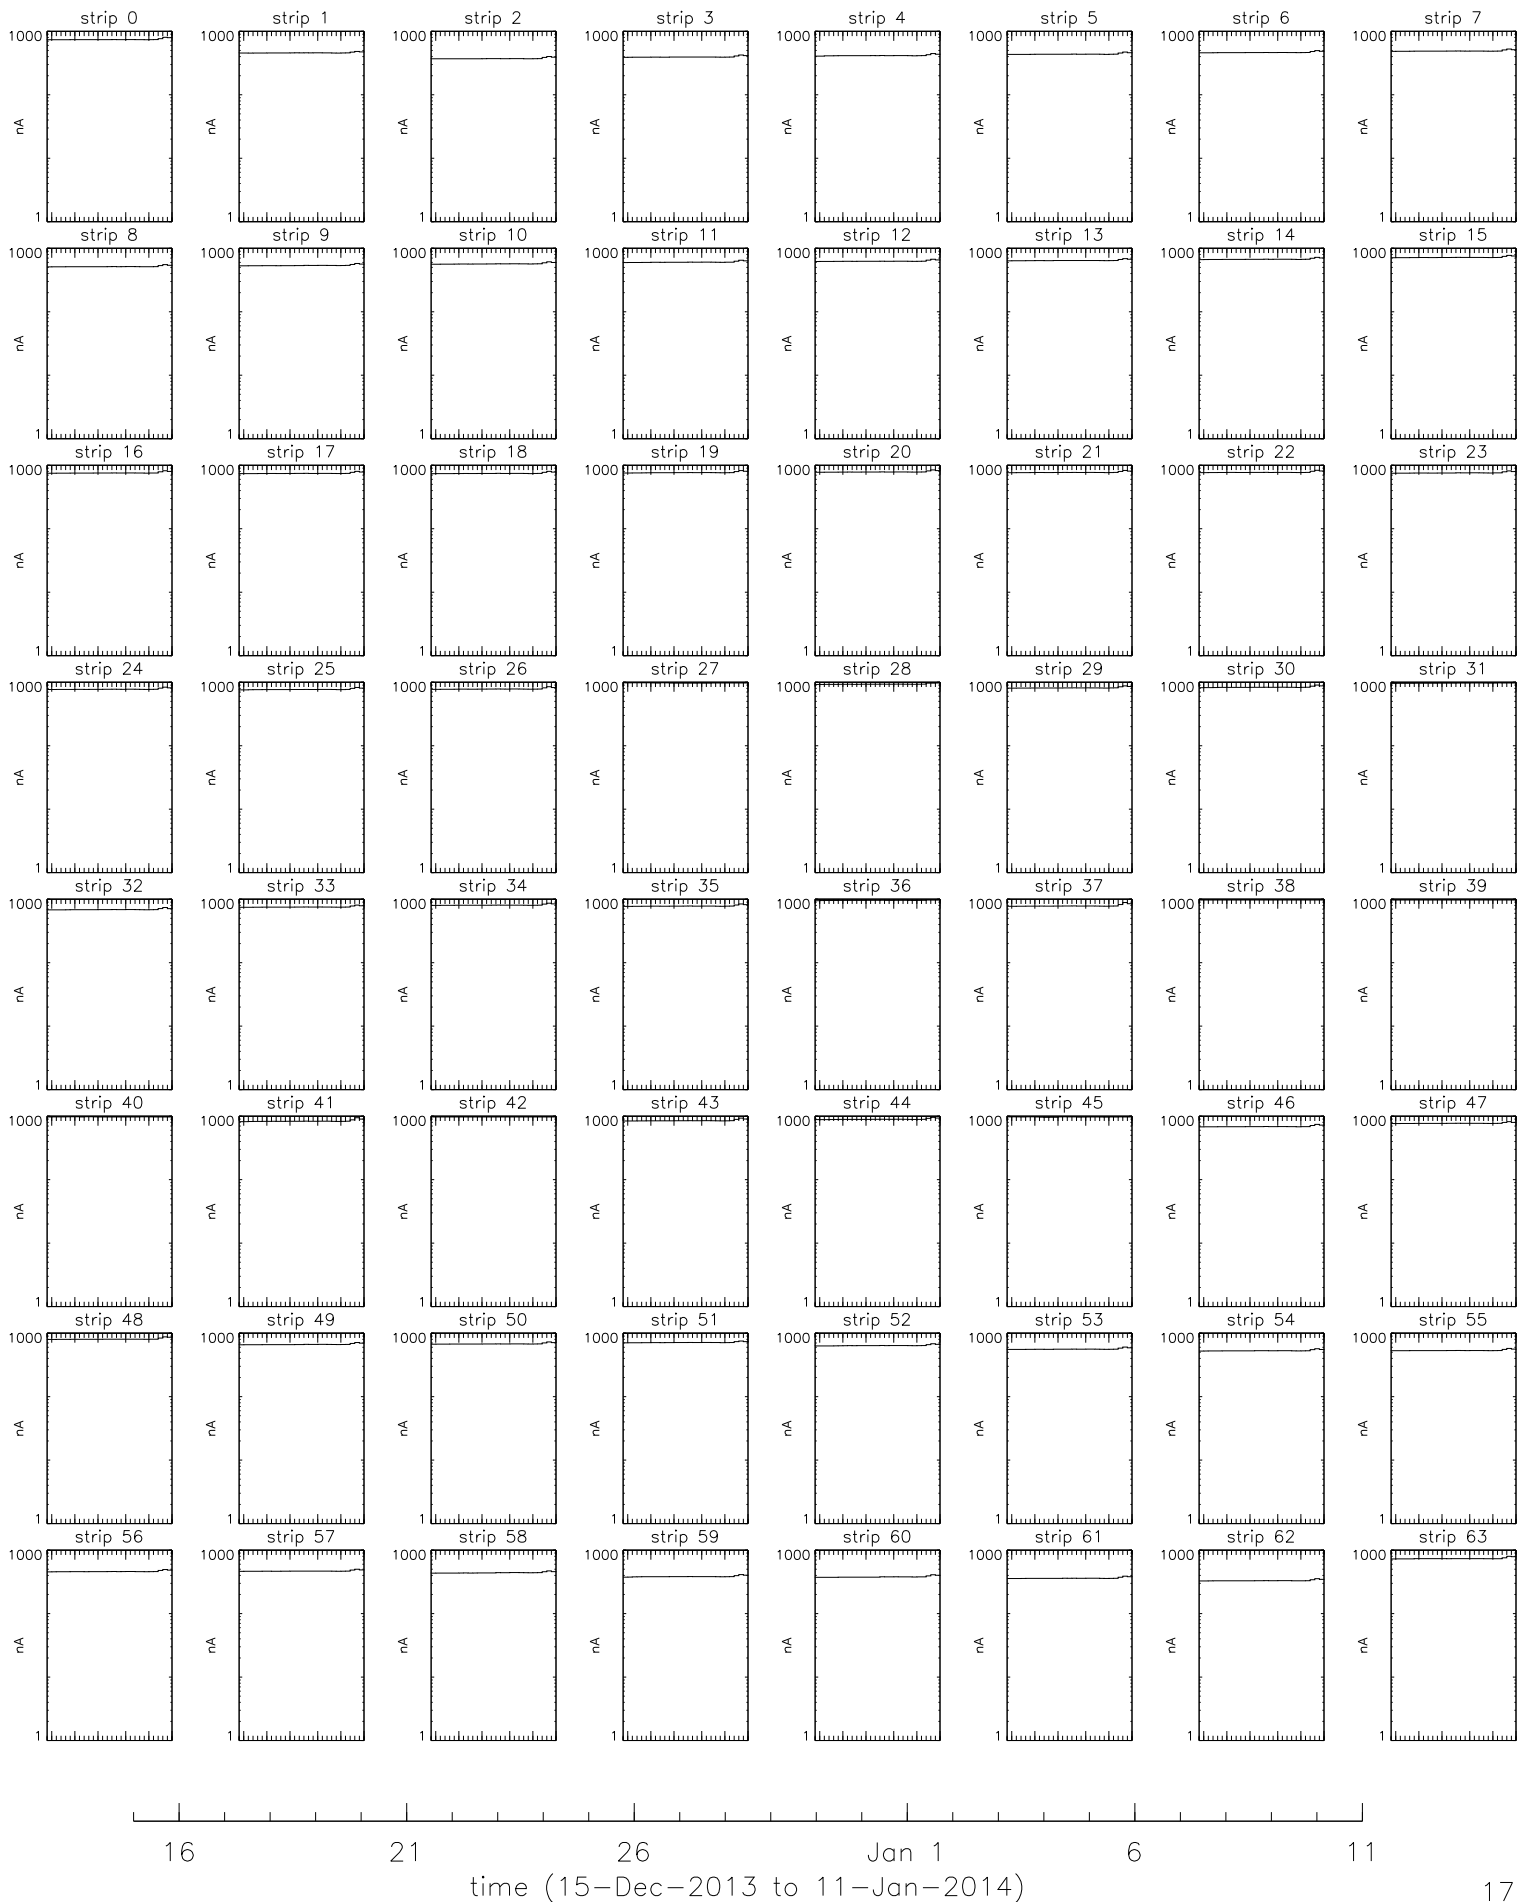 strip 0 strip 1 strip 2 strip 3 strip 4 strip 5 strip 6 strip 7
1000 1000 1000 1000 1000 1000 1000 1000
nA nA nA nA nA nA nA nA
1 1 1 1 1 1 1 1
strip 8 strip 9 strip 10 strip 11 strip 12 strip 13 strip 14 strip 15
1000 1000 1000 1000 1000 1000 1000 1000
nA nA nA nA nA nA nA nA
1 1 1 1 1 1 1 1
strip 16 strip 17 strip 18 strip 19 strip 20 strip 21 strip 22 strip 23
1000 1000 1000 1000 1000 1000 1000 1000
nA nA nA nA nA nA nA nA
1 1 1 1 1 1 1 1
strip 24 strip 25 strip 26 strip 27 strip 28 strip 29 strip 30 strip 31
1000 1000 1000 1000 1000 1000 1000 1000
nA nA nA nA nA nA nA nA
1 1 1 1 1 1 1 1
strip 32 strip 33 strip 34 strip 35 strip 36 strip 37 strip 38 strip 39
1000 1000 1000 1000 1000 1000 1000 1000
nA nA nA nA nA nA nA nA
1 1 1 1 1 1 1 1
strip 40 strip 41 strip 42 strip 43 strip 44 strip 45 strip 46 strip 47
1000 1000 1000 1000 1000 1000 1000 1000
nA nA nA nA nA nA nA nA
1 1 1 1 1 1 1 1
strip 48 strip 49 strip 50 strip 51 strip 52 strip 53 strip 54 strip 55
1000 1000 1000 1000 1000 1000 1000 1000
nA nA nA nA nA nA nA nA
1 1 1 1 1 1 1 1
strip 56 strip 57 strip 58 strip 59 strip 60 strip 61 strip 62 strip 63
1000 1000 1000 1000 1000 1000 1000 1000
nA nA nA nA nA nA nA nA
1 1 1 1 1 1 1 1
16 21 26 Jan 1 6 11
time (15-Dec-2013 to 11-Jan-2014)
17